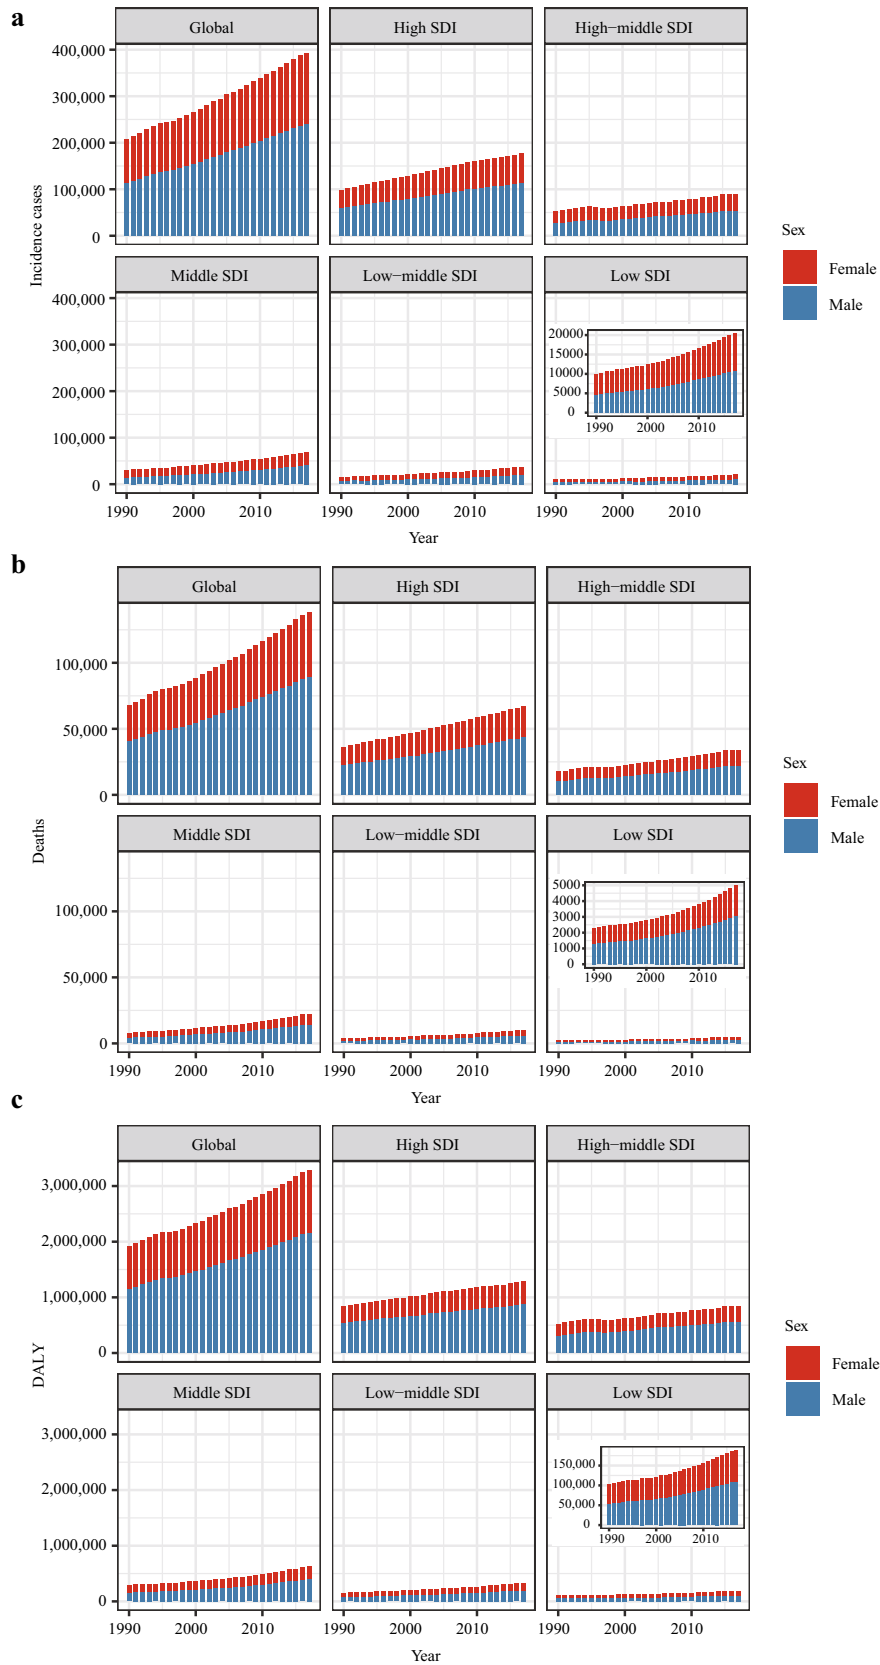 a
Global
High SDI
High−middle SDI
400,000
300,000
200,000
100,000
0
Incidence cases
Middle SDI
Low−middle SDI
Low SDI
400,000
300,000
200,000
100,000
0
20000
15000
10000
5000
0
1990 2000 2010
1990 2000 2010
1990 2000 2010
1990 2000 2010
Year
Sex
Female
Male
b
Global
High SDI
High−middle SDI
100,000
50,000
0
Deaths
Middle SDI
Low−middle SDI
Low SDI
100,000
50,000
0
5000
4000
3000
2000
1000
0
1990 2000 2010
1990 2000 2010
1990 2000 2010
1990 2000 2010
Year
Sex
Female
Male
c
Global
High SDI
High−middle SDI
3,000,000
2,000,000
1,000,000
0
DALY
Middle SDI
Low−middle SDI
Low SDI
3,000,000
2,000,000
1,000,000
0
150,000
100,000
50,000
0
1990 2000 2010
1990 2000 2010
1990 2000 2010
1990 2000 2010
Year
Sex
Female
Male